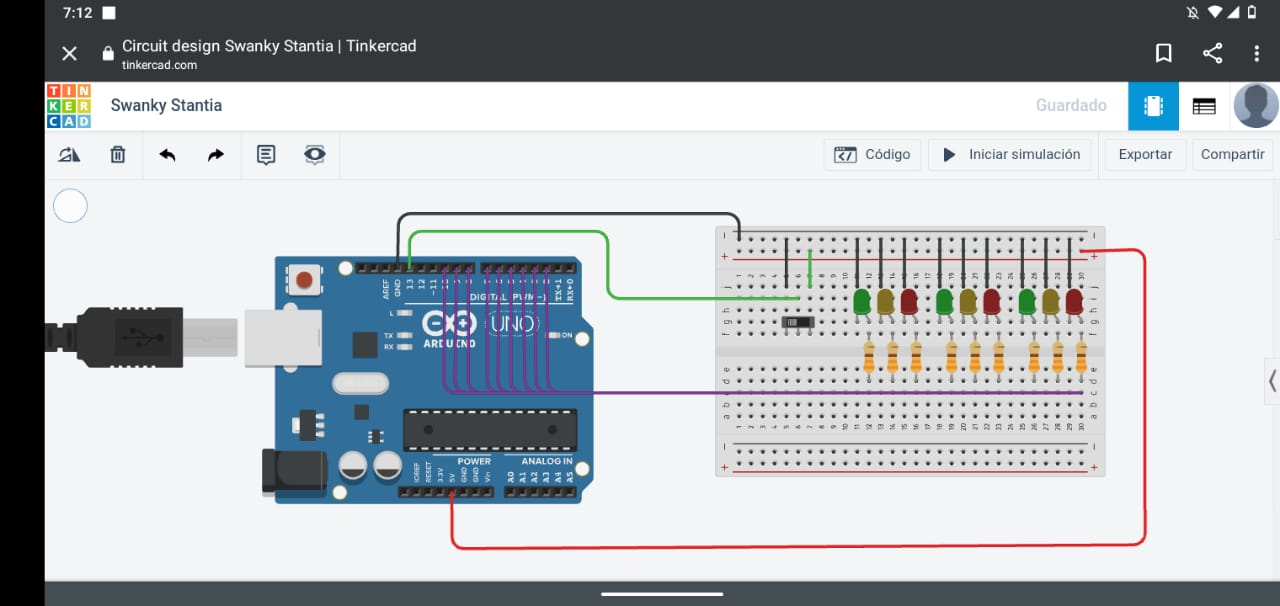 7:12
Circuit design Swanky Stantia | Tinkercad
tinkercad.com
TIN
KER
CAD
Swanky Stantia
Guardado
Código
Iniciar simulación
Exportar
Compartir
AREF
GND
13
12
~11
DIGITAL (PWM~)
TX→1
RX←0
L
TX
RX
ARDUINO
UNO
ON
POWER
ANALOG IN
IOREF
RESET
3.3V
5V
GND
GND
Vin
A0
A1
A2
A3
A4
A5